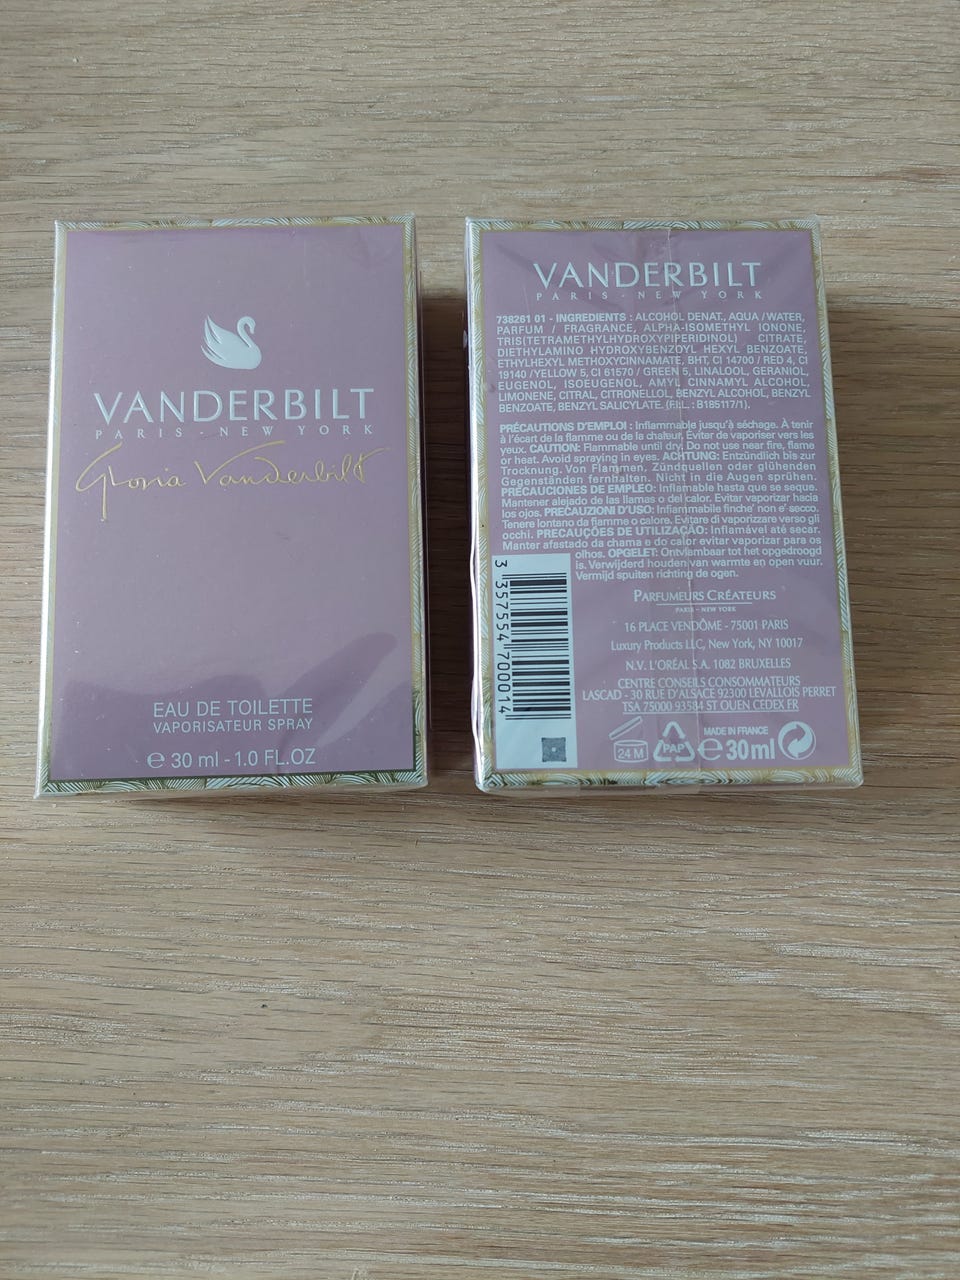 VANDERBILT
PARIS - NEW YORK
Gloria Vanderbilt
EAU DE TOILETTE
VAPORISATEUR SPRAY
℮ 30 ml - 1.0 FL.OZ
VANDERBILT
PARIS - NEW YORK
738261 01 - INGREDIENTS : ALCOHOL DENAT., AQUA / WATER,
PARFUM / FRAGRANCE, ALPHA-ISOMETHYL IONONE,
TRIS(TETRAMETHYLHYDROXYPIPERIDINOL) CITRATE,
DIETHYLAMINO HYDROXYBENZOYL HEXYL BENZOATE,
ETHYLHEXYL METHOXYCINNAMATE, BHT, CI 14700 / RED 4, CI
19140 / YELLOW 5, CI 61570 / GREEN 5, LINALOOL, GERANIOL,
EUGENOL, ISOEUGENOL, AMYL CINNAMYL ALCOHOL,
LIMONENE, CITRAL, CITRONELLOL, BENZYL ALCOHOL, BENZYL
BENZOATE, BENZYL SALICYLATE. (F.I.L. : B185117/1).
PRÉCAUTIONS D'EMPLOI : Inflammable jusqu'à séchage. À tenir
à l'écart de la flamme ou de la chaleur. Éviter de vaporiser vers les
yeux. CAUTION: Flammable until dry. Do not use near fire, flame
or heat. Avoid spraying in eyes. ACHTUNG: Entzündlich bis zur
Trocknung. Von Flammen, Zündquellen oder glühenden
Gegenständen fernhalten. Nicht in die Augen sprühen.
PRECAUCIONES DE EMPLEO: Inflamable hasta que se seque.
Mantener alejado de las llamas o del calor. Evitar vaporizar hacia
los ojos. PRECAUZIONI D'USO: Infiammabile finche' non e' secco.
Tenere lontano da fiamme o calore. Evitare di vaporizzare verso gli
occhi. PRECAUÇÕES DE UTILIZAÇÃO: Inflamável até secar.
Manter afastado da chama e do calor evitar vaporizar para os
olhos. OPGELET: Ontvlambaar tot het opgedroogd
is. Verwijderd houden van warmte en open vuur.
Vermijd spuiten richting de ogen.
PARFUMEURS CRÉATEURS
PARIS - NEW YORK
16 PLACE VENDÔME - 75001 PARIS
Luxury Products LLC, New York, NY 10017
N.V. L'ORÉAL S.A. 1082 BRUXELLES
CENTRE CONSEILS CONSOMMATEURS
LASCAD - 30 RUE D'ALSACE 92300 LEVALLOIS PERRET
TSA 75000 93584 ST OUEN CEDEX FR
3 357554 700014
24 M
PAP
MADE IN FRANCE
℮ 30 ml